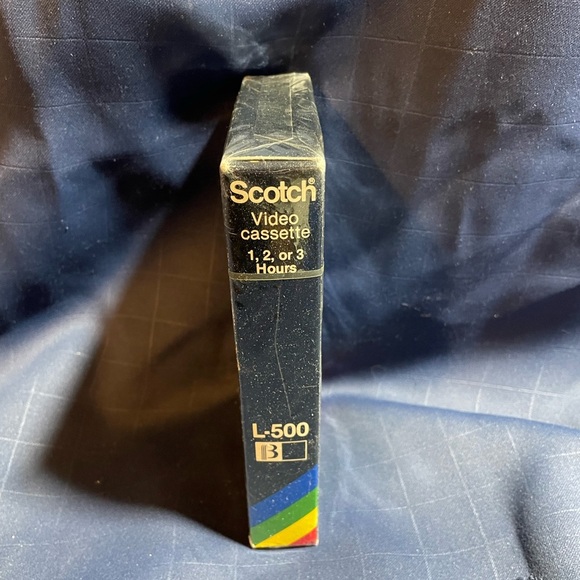 Scotch®
Video
cassette
1, 2, or 3
Hours
L-500
B